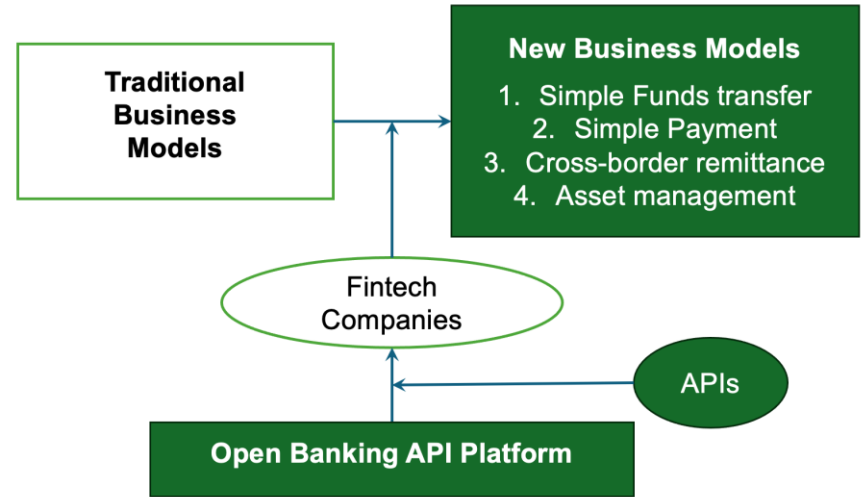 Traditional
Business
Models
New Business Models
1. Simple Funds transfer
2. Simple Payment
3. Cross-border remittance
4. Asset management
Fintech
Companies
APIs
Open Banking API Platform